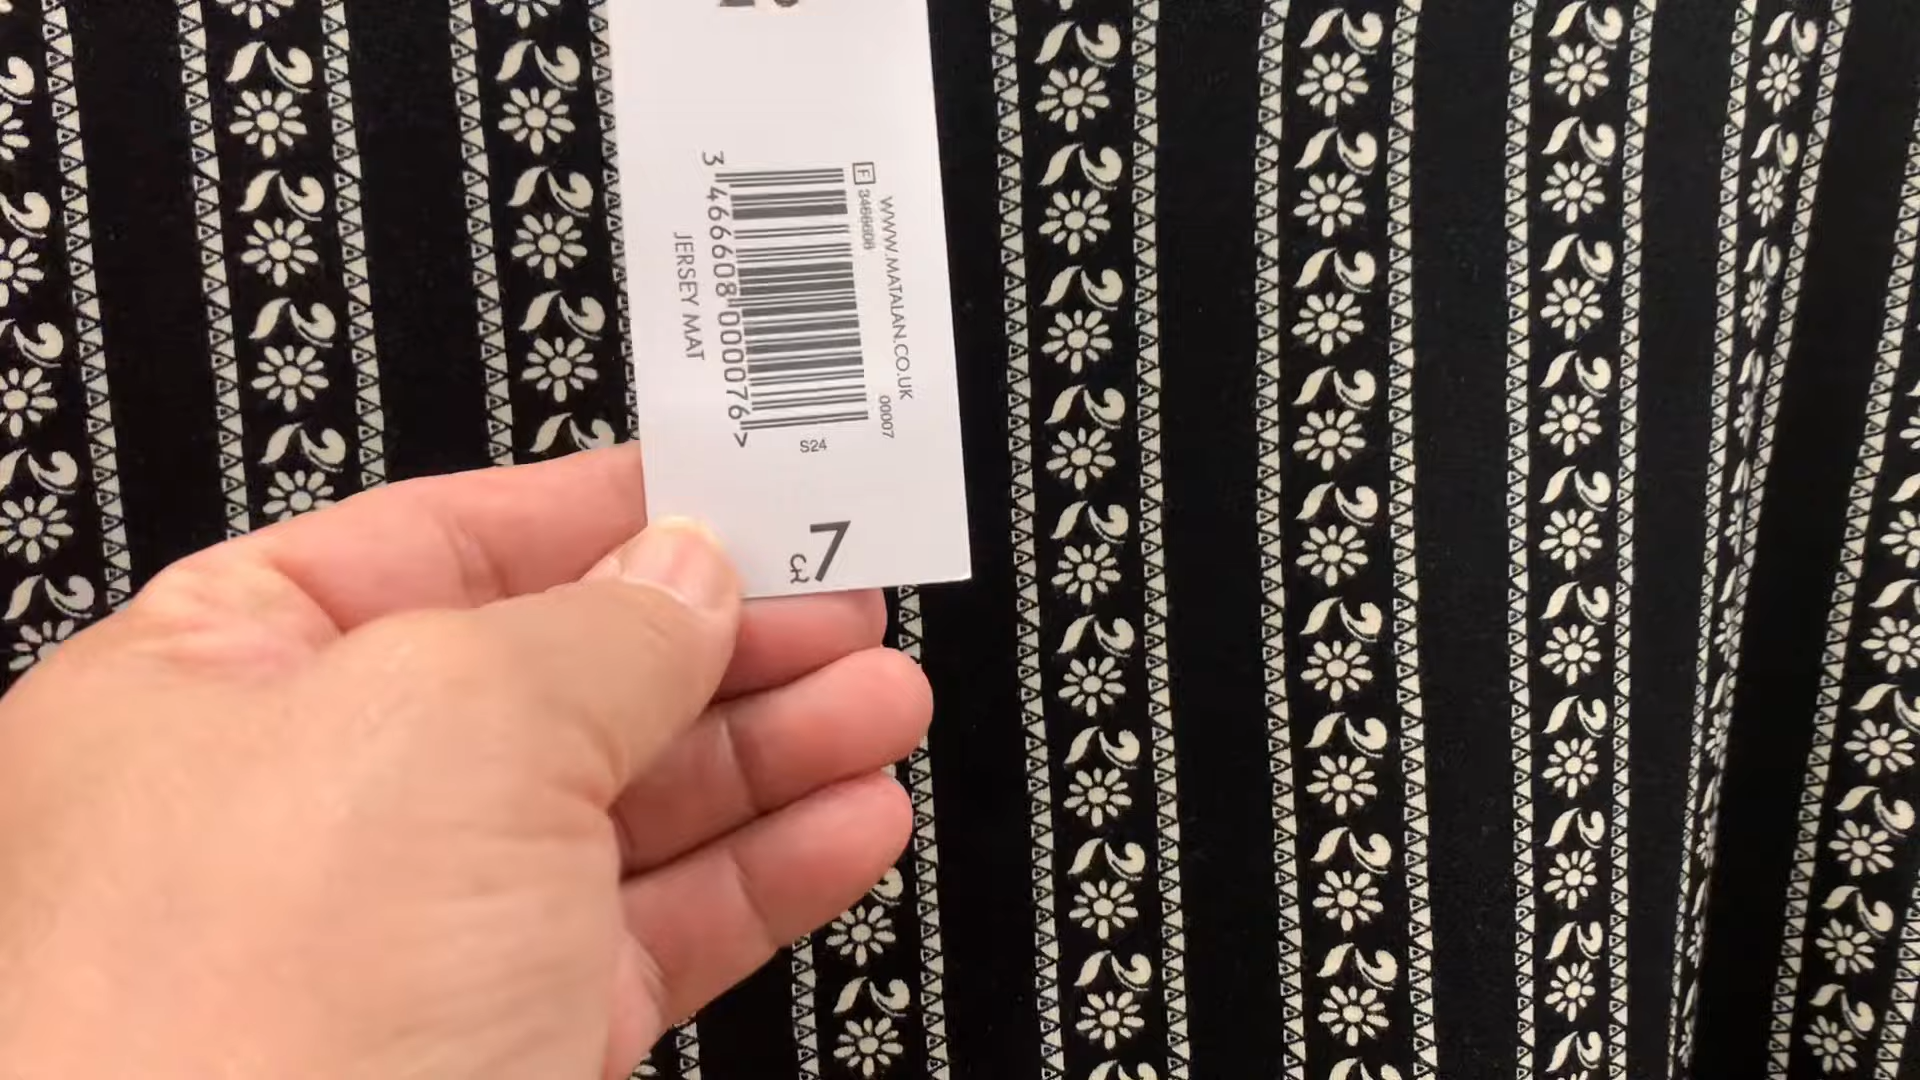 WWW.MATALAN.CO.UK
F 3466608 00007
3 466608 000076 >
S24
JERSEY MAT
£7